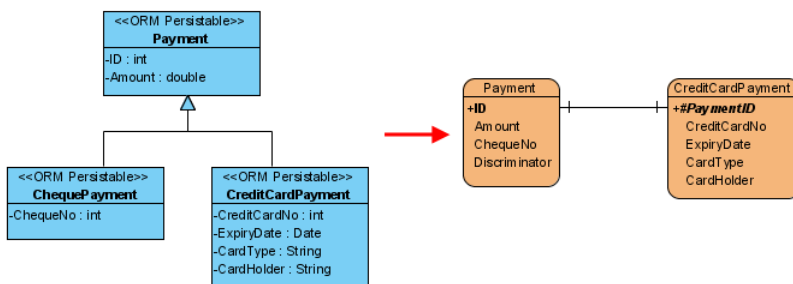 <<ORM Persistable>>
Payment
-ID : int
-Amount : double
<<ORM Persistable>>
ChequePayment
-ChequeNo : int
<<ORM Persistable>>
CreditCardPayment
-CreditCardNo : int
-ExpiryDate : Date
-CardType : String
-CardHolder : String
Payment
+ID
Amount
ChequeNo
Discriminator
CreditCardPayment
+#PaymentID
CreditCardNo
ExpiryDate
CardType
CardHolder